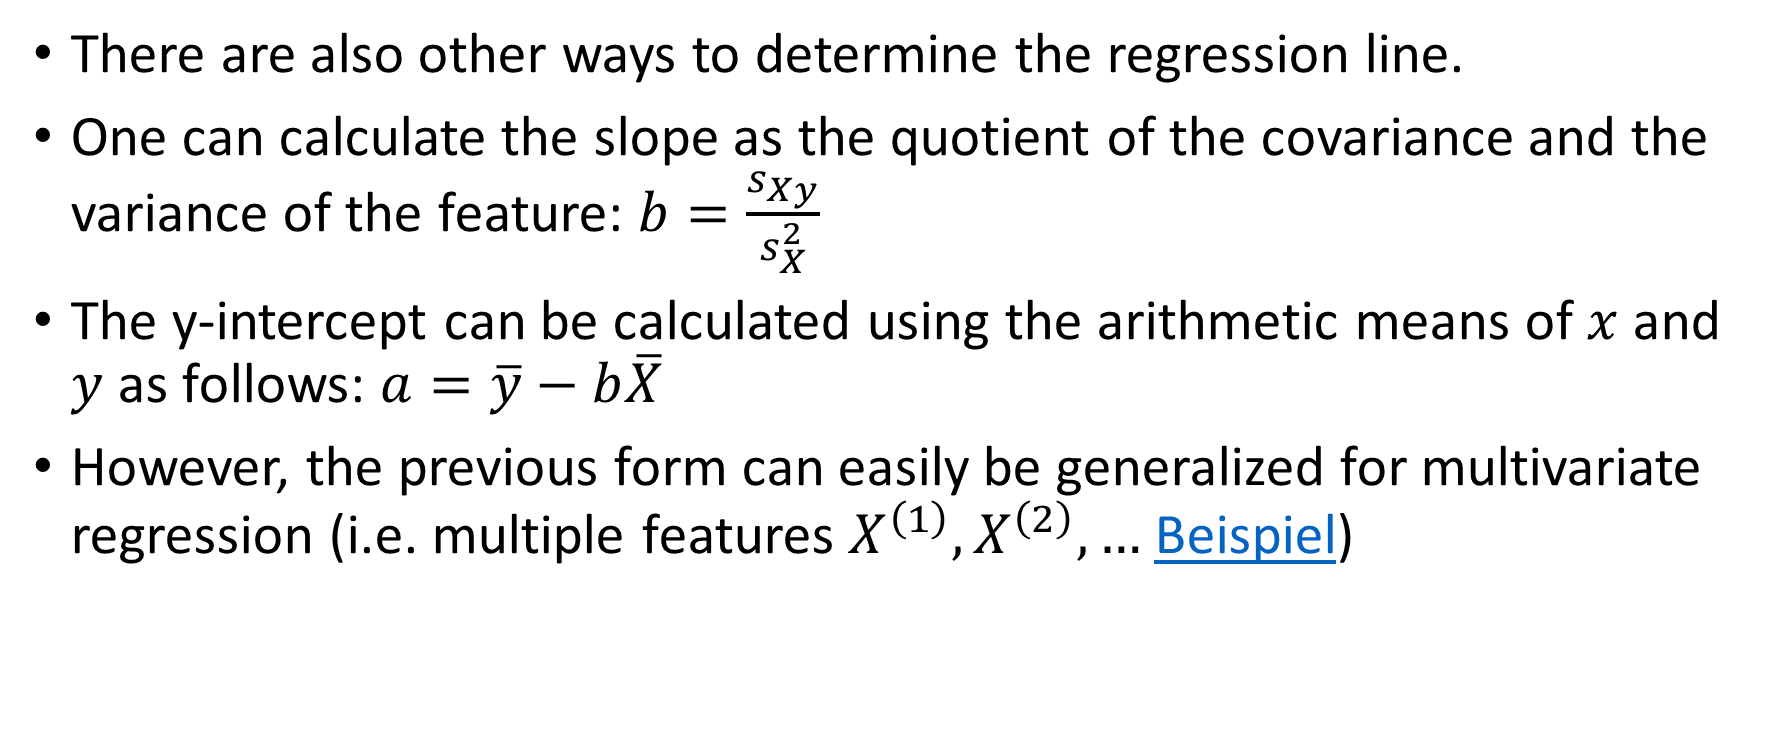 • There are also other ways to determine the regression line.
• One can calculate the slope as the quotient of the covariance and the
variance of the feature: b = s_{Xy} / s_X^2
• The y-intercept can be calculated using the arithmetic means of x and
y as follows: a = ȳ − bX̄
• However, the previous form can easily be generalized for multivariate
regression (i.e. multiple features X^{(1)}, X^{(2)}, … Beispiel)